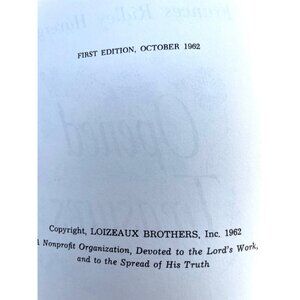 FIRST EDITION, OCTOBER 1962
Copyright, LOIZEAUX BROTHERS, Inc. 1962
Nonprofit Organization, Devoted to the Lord's Work,
and to the Spread of His Truth